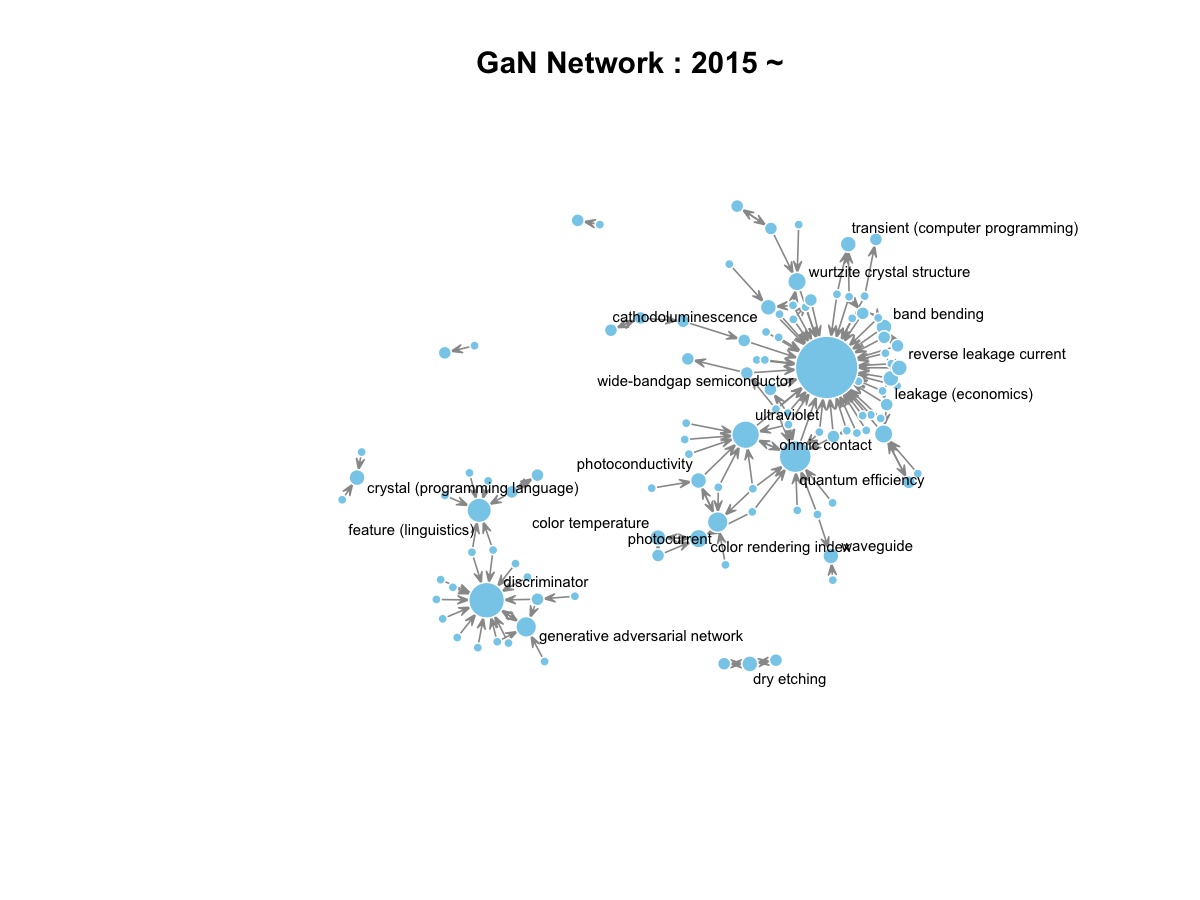 GaN Network : 2015 ~
transient (computer programming)
wurtzite crystal structure
cathodoluminescence
band bending
reverse leakage current
wide-bandgap semiconductor
leakage (economics)
ultraviolet
ohmic contact
photoconductivity
quantum efficiency
crystal (programming language)
color temperature
feature (linguistics)
photocurrent
color rendering index
waveguide
discriminator
generative adversarial network
dry etching